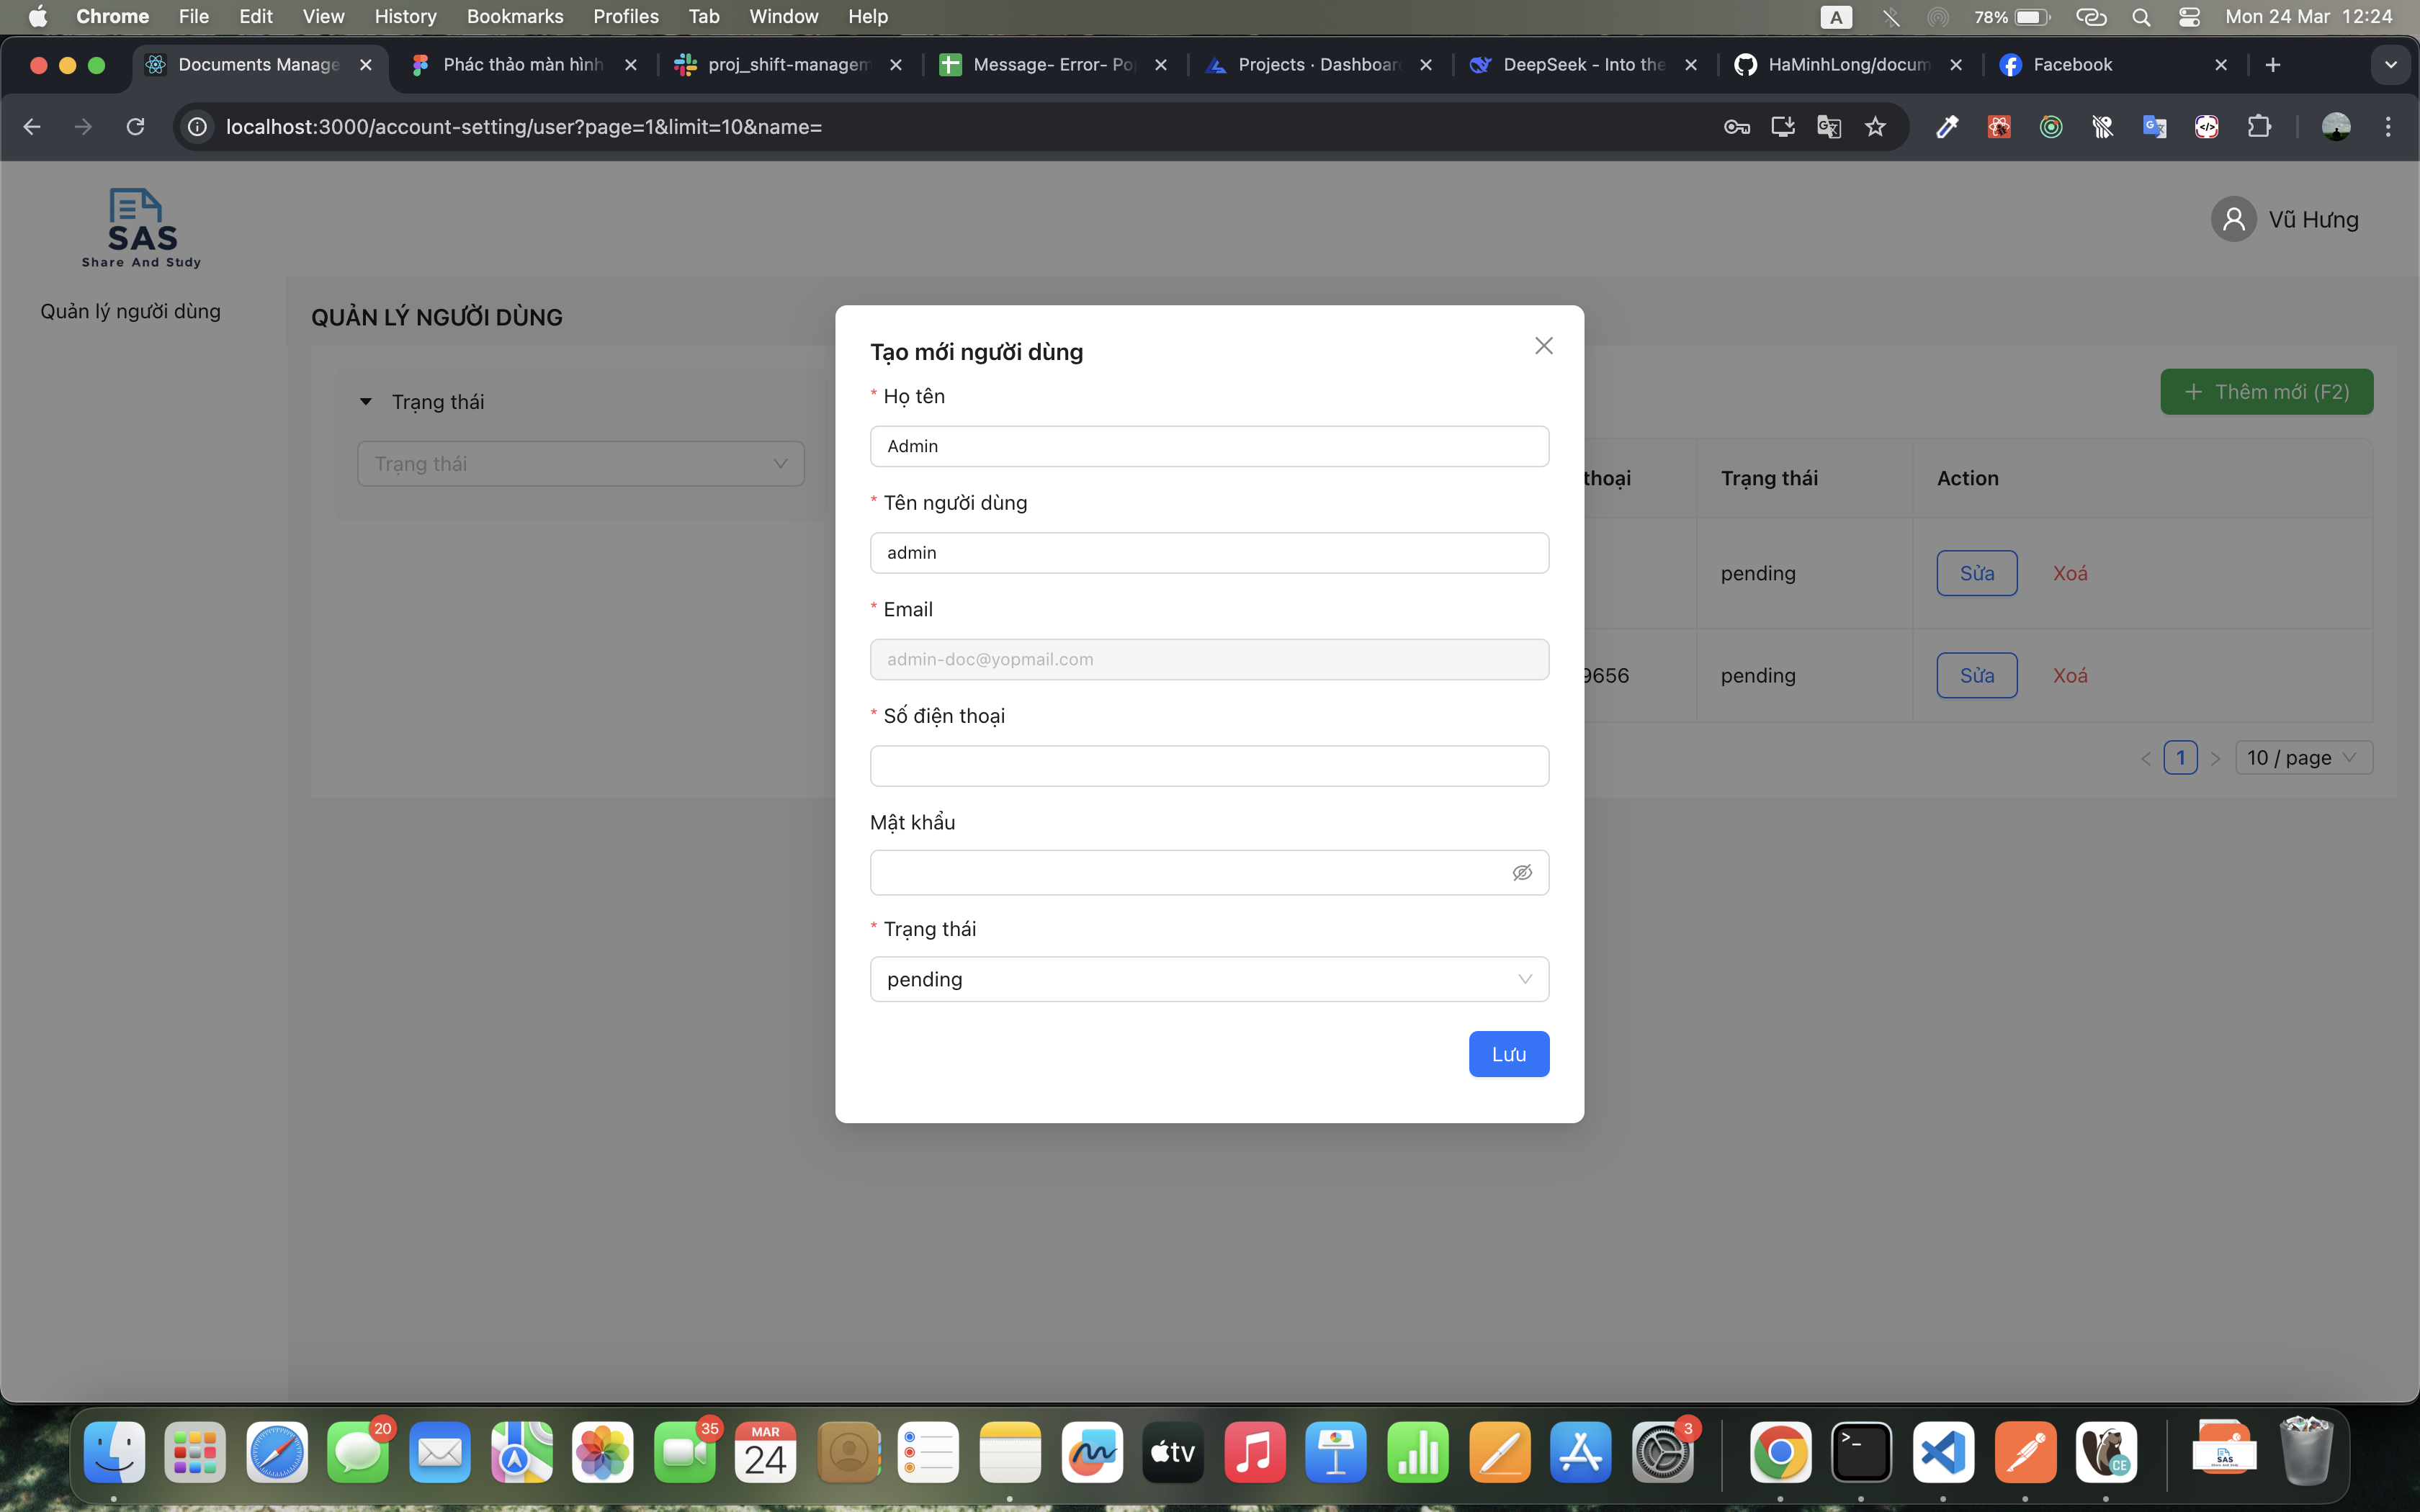 Chrome File Edit View History Bookmarks Profiles Tab Window Help A 78% Mon 24 Mar 12:24
Documents Manage Phác thảo màn hình proj_shift-managem Message- Error- Po Projects · Dashboar DeepSeek - Into the HaMinhLong/docum Facebook
localhost:3000/account-setting/user?page=1&limit=10&name=
SAS
Share And Study
Vũ Hưng
Quản lý người dùng
QUẢN LÝ NGƯỜI DÙNG
Trạng thái
Trạng thái
Thêm mới (F2)
thoại Trạng thái Action
pending Sửa Xoá
9656 pending Sửa Xoá
1 10 / page
Tạo mới người dùng
* Họ tên
Admin
* Tên người dùng
admin
* Email
admin-doc@yopmail.com
* Số điện thoại
Mật khẩu
* Trạng thái
pending
Lưu
20 35 MAR 24 tv 3 >_ CE SAS